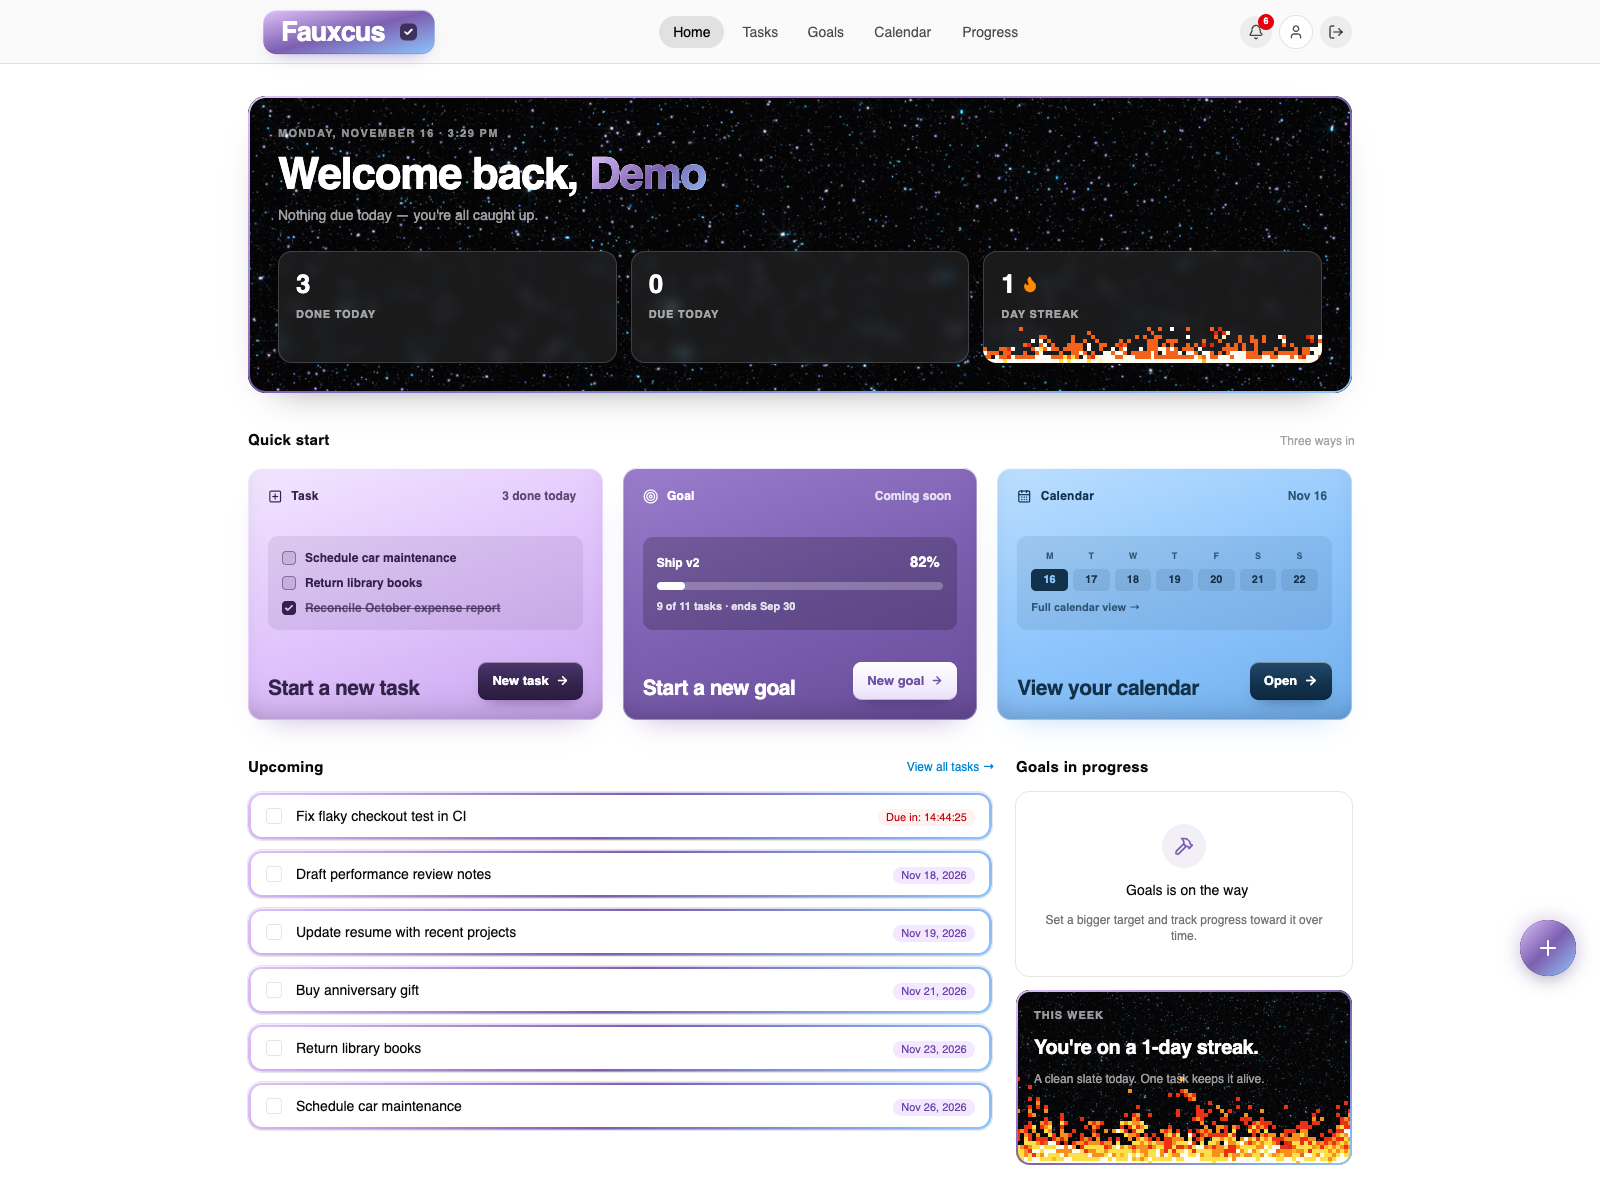 Fauxcus
Home
Tasks
Goals
Calendar
Progress
6
MONDAY, NOVEMBER 16 · 3:29 PM
Welcome back, Demo
Nothing due today — you're all caught up.
3
DONE TODAY
0
DUE TODAY
1
DAY STREAK
Quick start
Three ways in
Task
3 done today
Schedule car maintenance
Return library books
Reconcile October expense report
Start a new task
New task →
Goal
Coming soon
Ship v2
82%
9 of 11 tasks · ends Sep 30
Start a new goal
New goal →
Calendar
Nov 16
M T W T F S S
16 17 18 19 20 21 22
Full calendar view →
View your calendar
Open →
Upcoming
View all tasks →
Fix flaky checkout test in CI
Due in: 14:44:25
Draft performance review notes
Nov 18, 2026
Update resume with recent projects
Nov 19, 2026
Buy anniversary gift
Nov 21, 2026
Return library books
Nov 23, 2026
Schedule car maintenance
Nov 26, 2026
Goals in progress
Goals is on the way
Set a bigger target and track progress toward it over
time.
THIS WEEK
You're on a 1-day streak.
A clean slate today. One task keeps it alive.